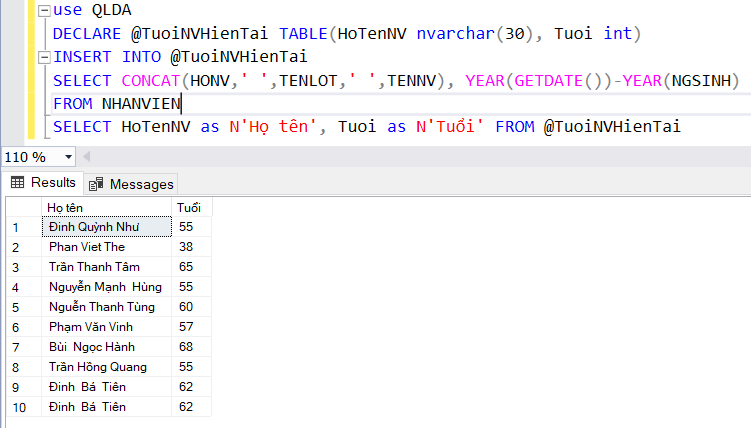 use QLDA
DECLARE @TuoiNVHienTai TABLE(HoTenNV nvarchar(30), Tuoi int)
INSERT INTO @TuoiNVHienTai
SELECT CONCAT(HONV,' ',TENLOT,' ',TENNV), YEAR(GETDATE())-YEAR(NGSINH)
FROM NHANVIEN
SELECT HoTenNV as N'Họ tên', Tuoi as N'Tuổi' FROM @TuoiNVHienTai
110 %
Results Messages
Họ tên Tuổi
1 Đinh Quỳnh Như 55
2 Phan Viet The 38
3 Trần Thanh Tâm 65
4 Nguyễn Mạnh Hùng 55
5 Nguễn Thanh Tùng 60
6 Phạm Văn Vinh 57
7 Bùi Ngọc Hành 68
8 Trần Hồng Quang 55
9 Đinh Bá Tiên 62
10 Đinh Bá Tiên 62